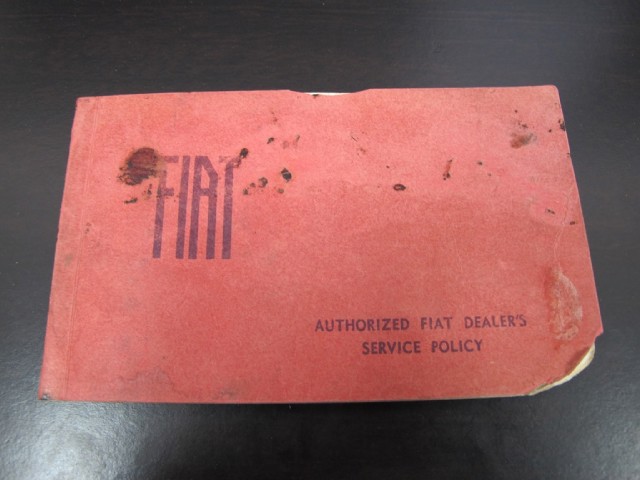 FIAT
AUTHORIZED FIAT DEALER'S
SERVICE POLICY